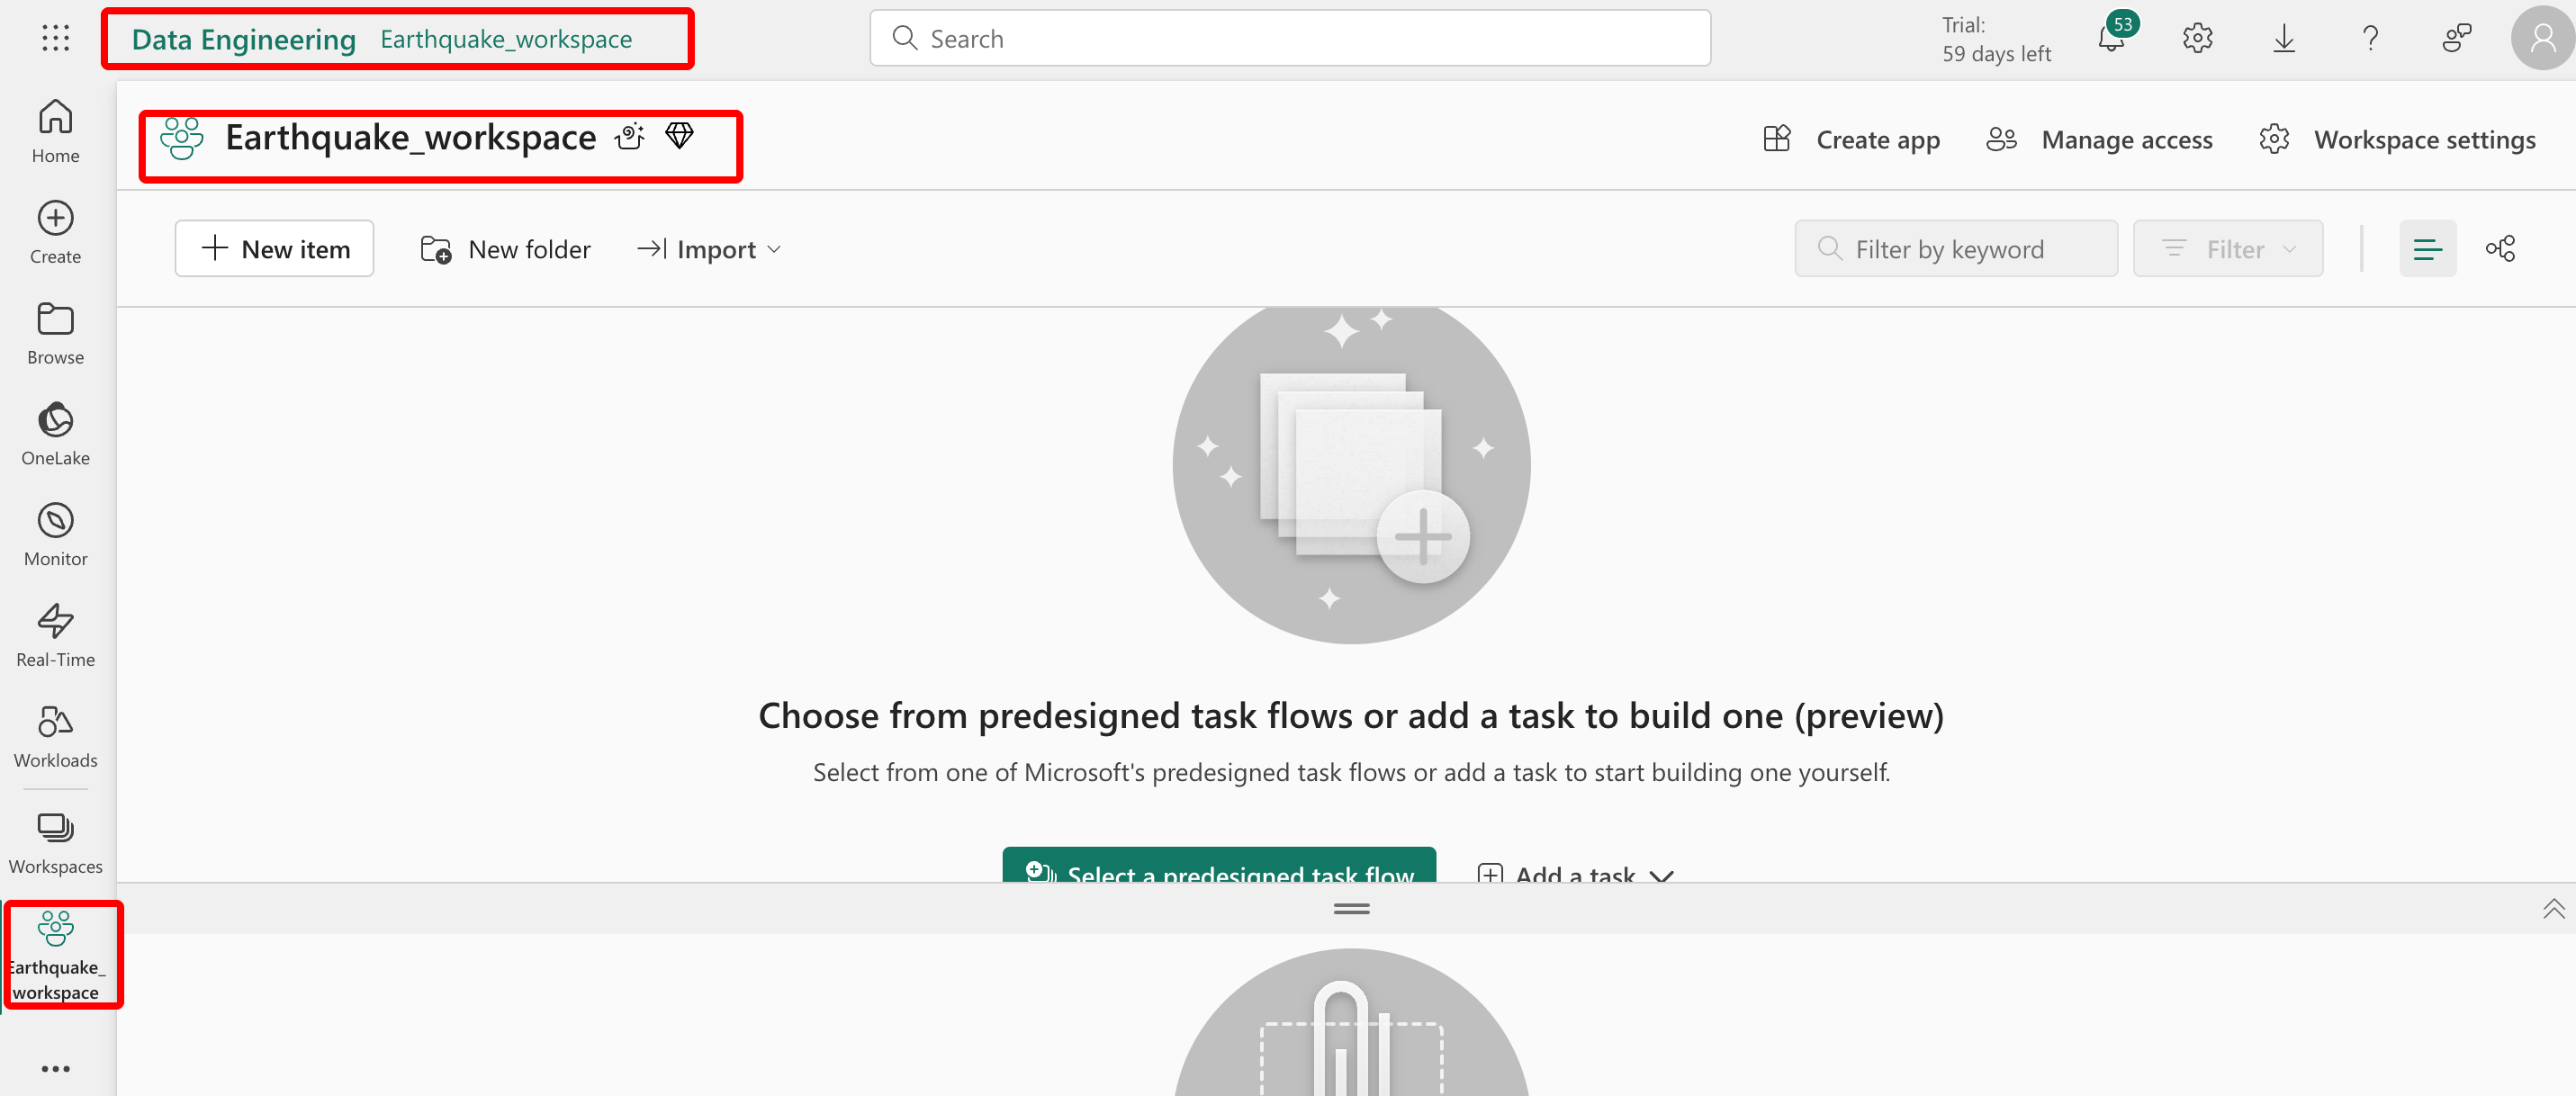 Data Engineering Earthquake_workspace
Search
Trial:
59 days left
53
Home
Create
Browse
OneLake
Monitor
Real-Time
Workloads
Workspaces
Earthquake_
workspace
Earthquake_workspace
Create app
Manage access
Workspace settings
New item
New folder
Import
Filter by keyword
Filter
Choose from predesigned task flows or add a task to build one (preview)
Select from one of Microsoft's predesigned task flows or add a task to start building one yourself.
Select a predesigned task flow
Add a task